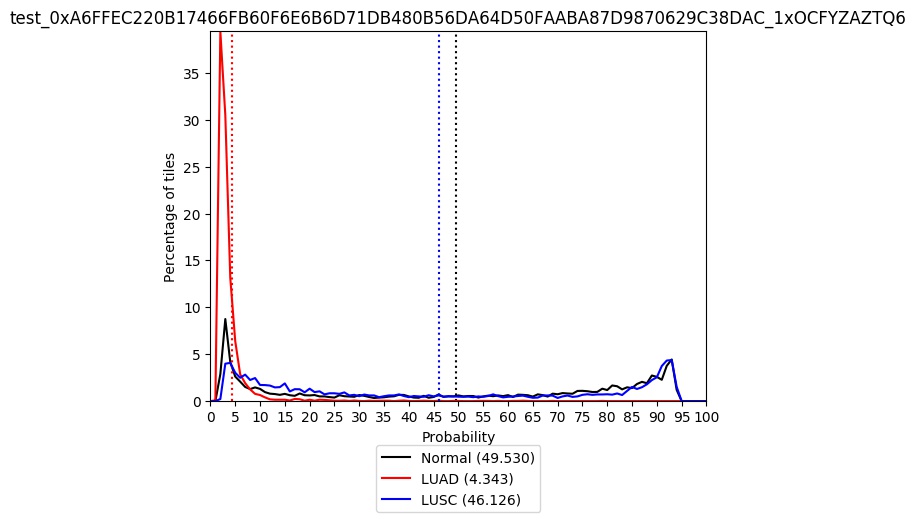 test_0xA6FFEC220B17466FB60F6E6B6D71DB480B56DA64D50FAABA87D9870629C38DAC_1xOCFYZAZTQ6
35
30
25
20
15
10
5
0
Percentage of tiles
0 5 10 15 20 25 30 35 40 45 50 55 60 65 70 75 80 85 90 95 100
Probability
Normal (49.530)
LUAD (4.343)
LUSC (46.126)